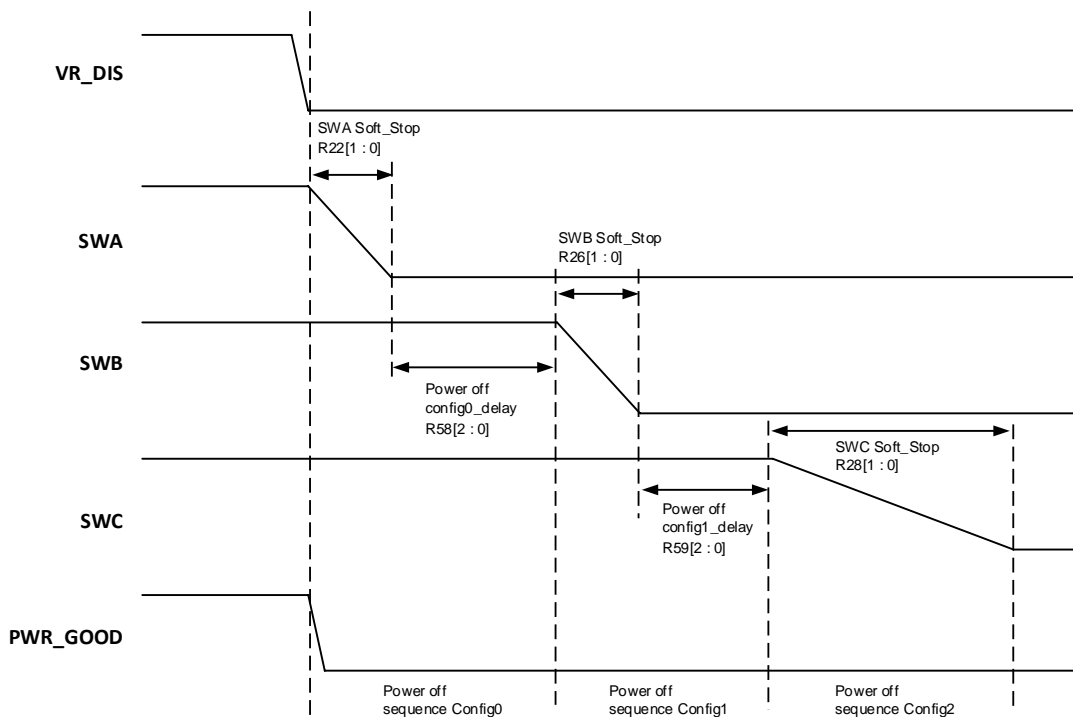 VR_DIS
SWA Soft_Stop
R22[1 : 0]
SWA
SWB Soft_Stop
R26[1 : 0]
SWB
Power off
config0_delay
R58[2 : 0]
SWC Soft_Stop
R28[1 : 0]
SWC
Power off
config1_delay
R59[2 : 0]
PWR_GOOD
Power off
sequence Config0
Power off
sequence Config1
Power off
sequence Config2